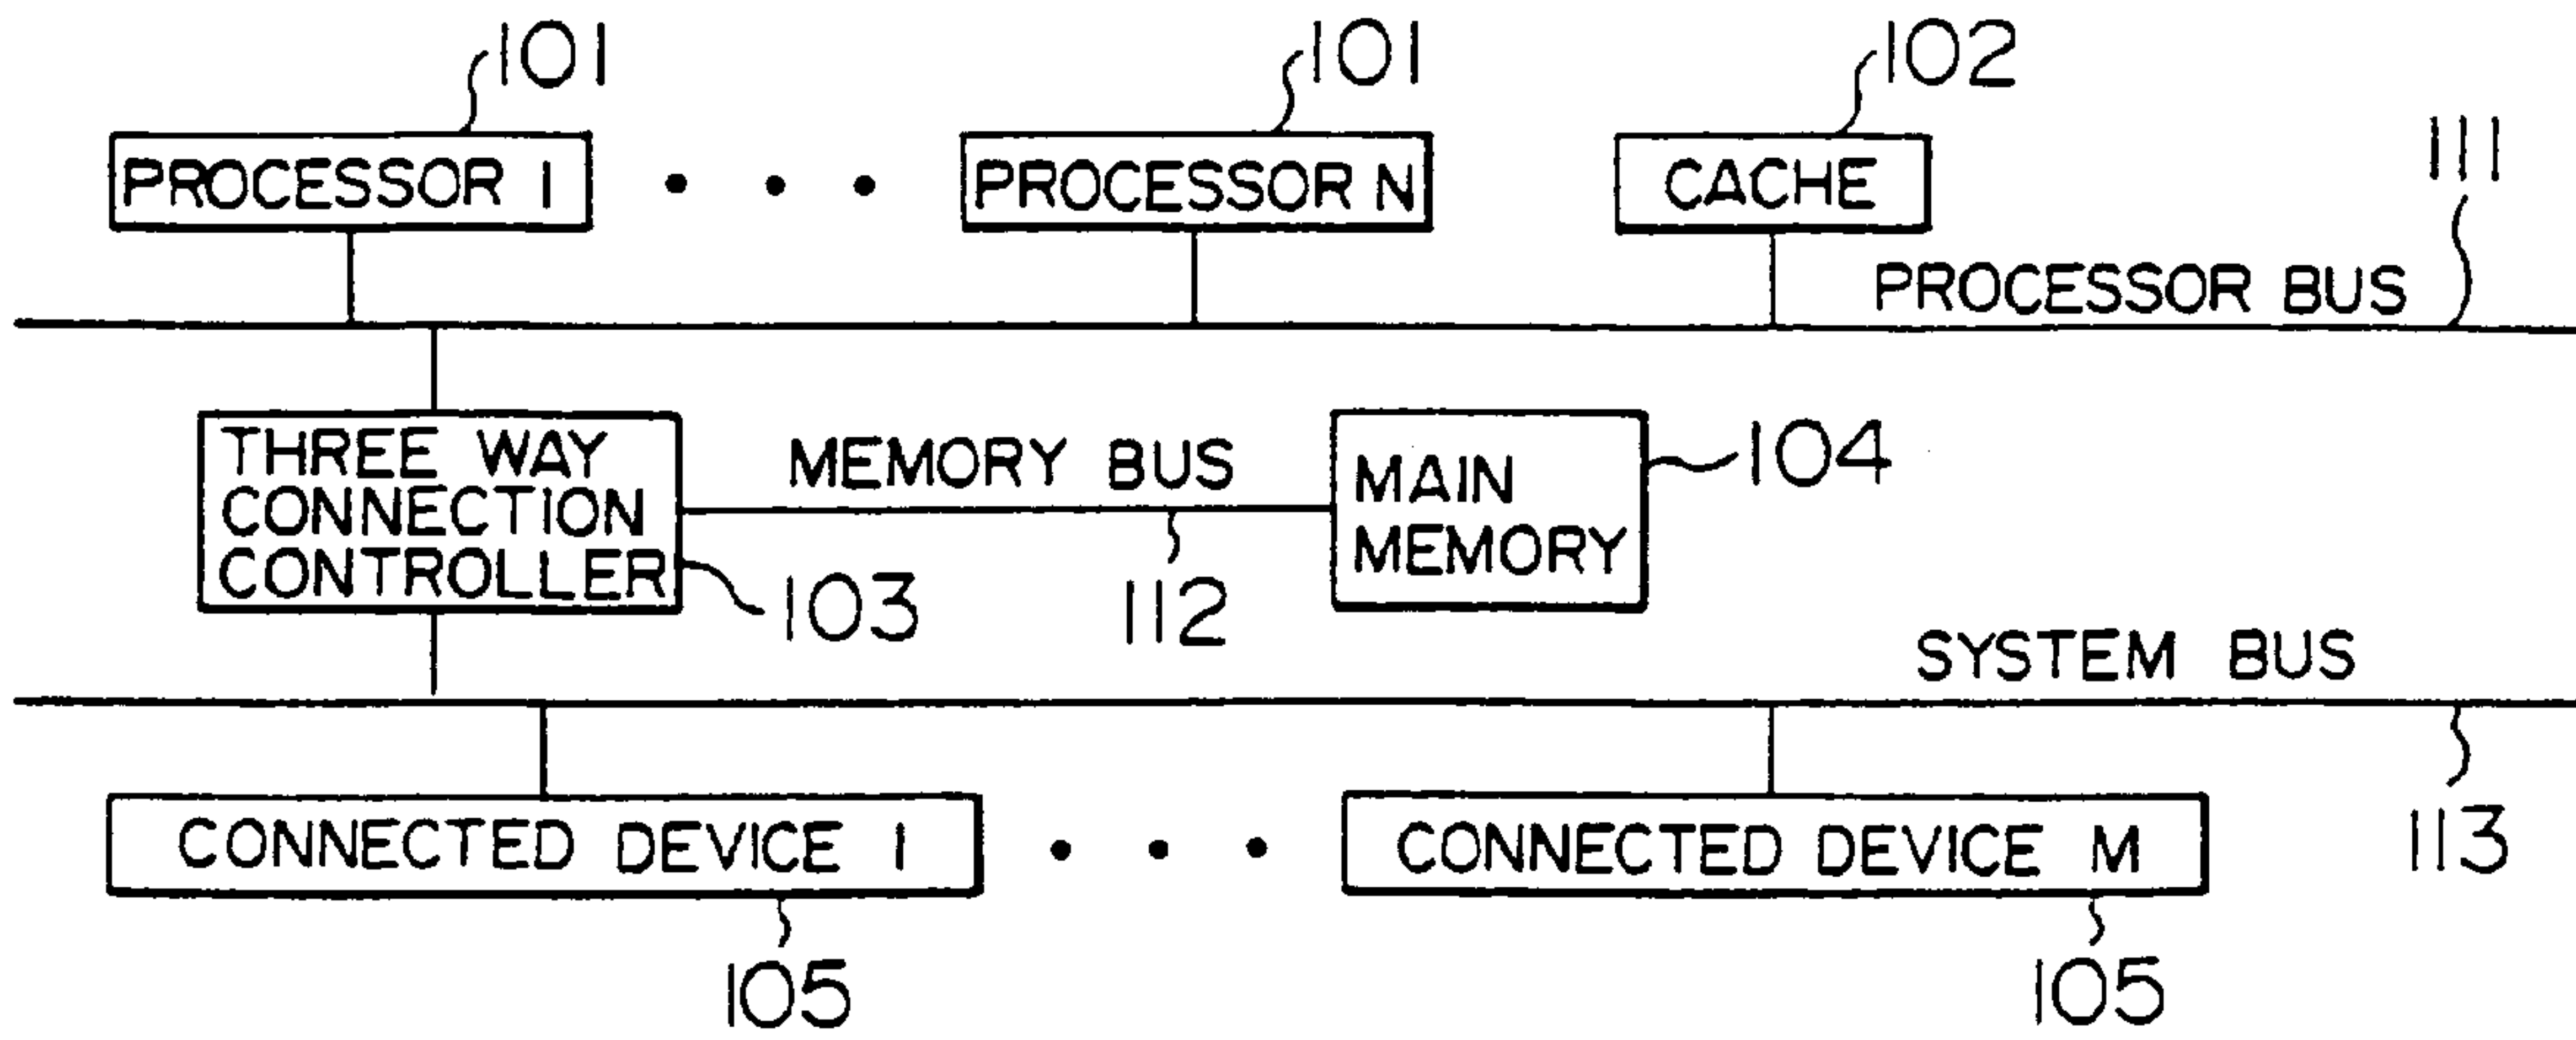 101
101
102
PROCESSOR 1
PROCESSOR N
CACHE
111
PROCESSOR BUS
THREE WAY
CONNECTION
CONTROLLER
103
MEMORY BUS
112
MAIN
MEMORY
104
SYSTEM BUS
113
CONNECTED DEVICE 1
CONNECTED DEVICE M
105
105